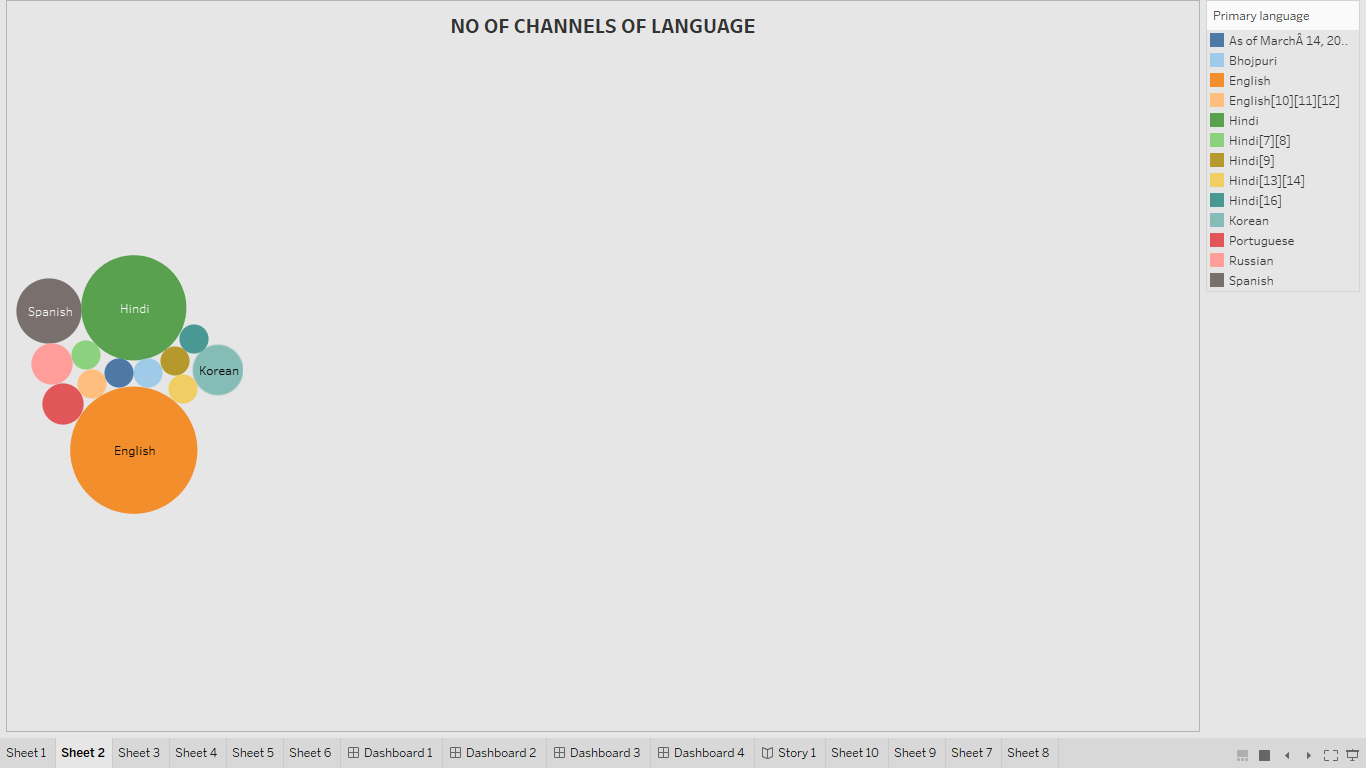 NO OF CHANNELS OF LANGUAGE
Primary language
As of MarchÂ 14, 20..
Bhojpuri
English
English[10][11][12]
Hindi
Hindi[7][8]
Hindi[9]
Hindi[13][14]
Hindi[16]
Korean
Portuguese
Russian
Spanish
Spanish
Hindi
Korean
English
Sheet 1 Sheet 2 Sheet 3 Sheet 4 Sheet 5 Sheet 6 Dashboard 1 Dashboard 2 Dashboard 3 Dashboard 4 Story 1 Sheet 10 Sheet 9 Sheet 7 Sheet 8